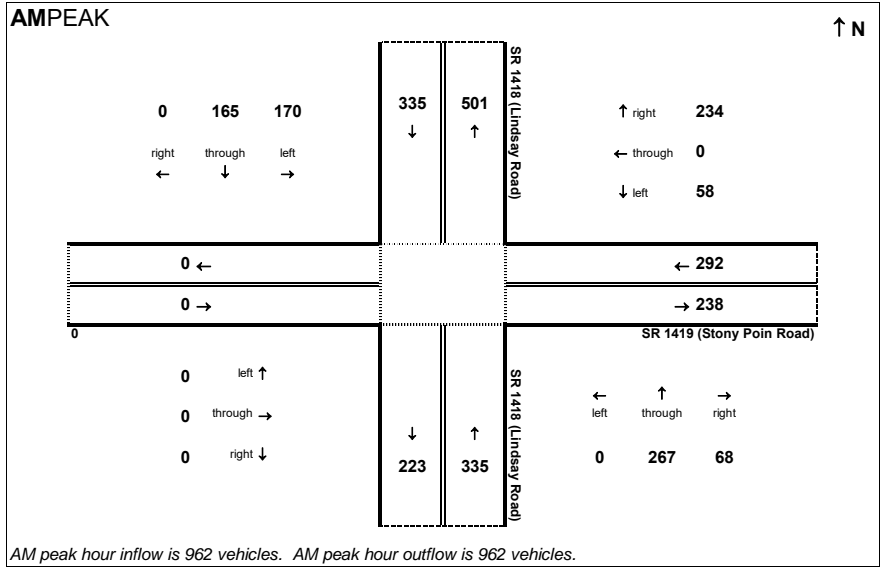 AMPEAK
↑ N
SR 1418 (Lindsay Road)
335 501
↓ ↑
0 165 170
right through left
← ↓ →
↑ right 234
← through 0
↓ left 58
0 ← ← 292
0 → → 238
0
SR 1419 (Stony Poin Road)
0 left ↑
0 through →
0 right ↓
SR 1418 (Lindsay Road)
↓ ↑
223 335
← ↑ →
left through right
0 267 68
AM peak hour inflow is 962 vehicles. AM peak hour outflow is 962 vehicles.